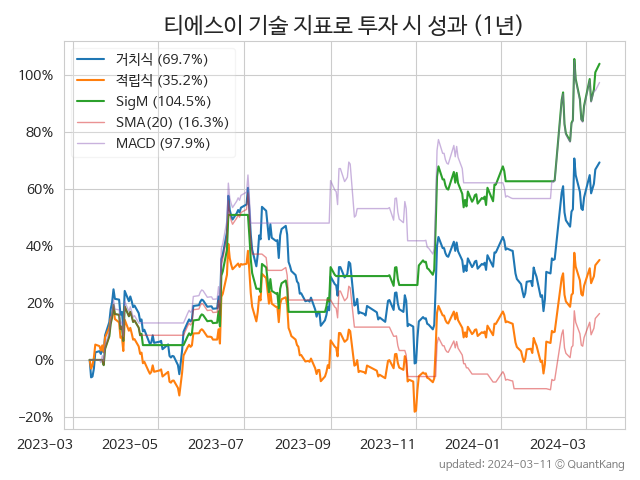 티에스이 기술 지표로 투자 시 성과 (1년)
거치식 (69.7%)
적립식 (35.2%)
SigM (104.5%)
SMA(20) (16.3%)
MACD (97.9%)
100%
80%
60%
40%
20%
0%
−20%
2023-03 2023-05 2023-07 2023-09 2023-11 2024-01 2024-03
updated: 2024-03-11 © QuantKang